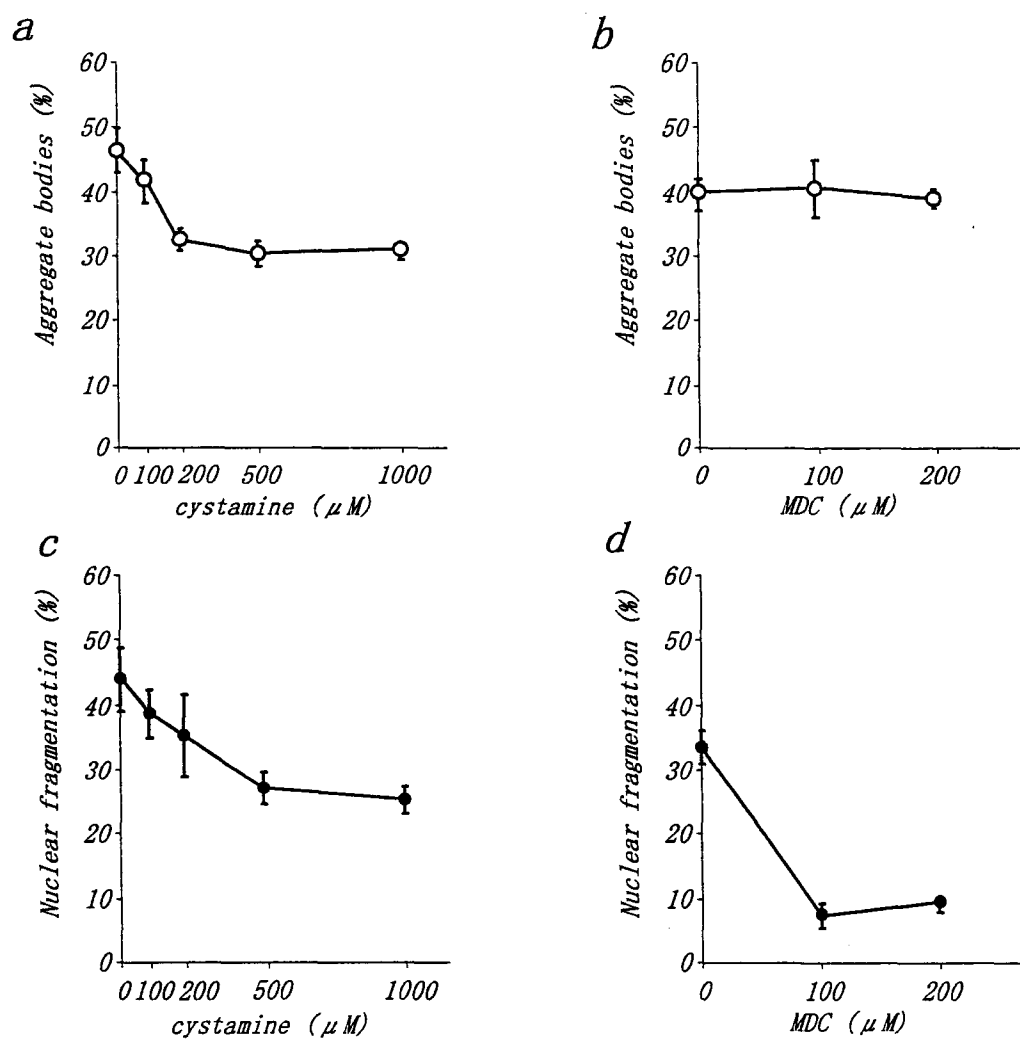 a
Aggregate bodies (%)
60
50
40
30
20
10
0
0 100 200 500 1000
cystamine (μM)
b
Aggregate bodies (%)
60
50
40
30
20
10
0
0 100 200
MDC (μM)
c
Nuclear fragmentation (%)
60
50
40
30
20
10
0
0 100 200 500 1000
cystamine (μM)
d
Nuclear fragmentation (%)
60
50
40
30
20
10
0
0 100 200
MDC (μM)